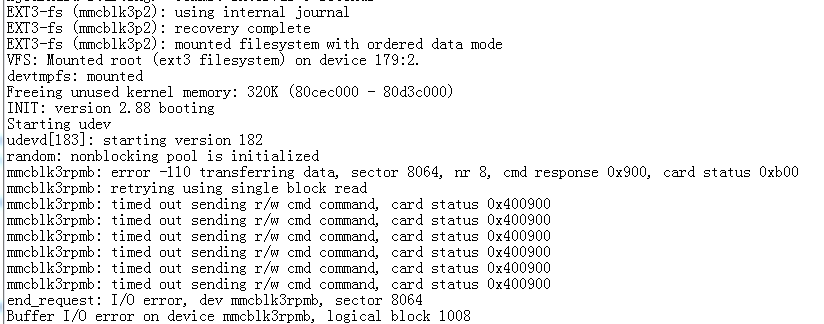 EXT3-fs (mmcblk3p2): using internal journal
EXT3-fs (mmcblk3p2): recovery complete
EXT3-fs (mmcblk3p2): mounted filesystem with ordered data mode
VFS: Mounted root (ext3 filesystem) on device 179:2.
devtmpfs: mounted
Freeing unused kernel memory: 320K (80cec000 - 80d3c000)
INIT: version 2.88 booting
Starting udev
udevd[183]: starting version 182
random: nonblocking pool is initialized
mmcblk3rpmb: error -110 transferring data, sector 8064, nr 8, cmd response 0x900, card status 0xb00
mmcblk3rpmb: retrying using single block read
mmcblk3rpmb: timed out sending r/w cmd command, card status 0x400900
mmcblk3rpmb: timed out sending r/w cmd command, card status 0x400900
mmcblk3rpmb: timed out sending r/w cmd command, card status 0x400900
mmcblk3rpmb: timed out sending r/w cmd command, card status 0x400900
mmcblk3rpmb: timed out sending r/w cmd command, card status 0x400900
mmcblk3rpmb: timed out sending r/w cmd command, card status 0x400900
end_request: I/O error, dev mmcblk3rpmb, sector 8064
Buffer I/O error on device mmcblk3rpmb, logical block 1008